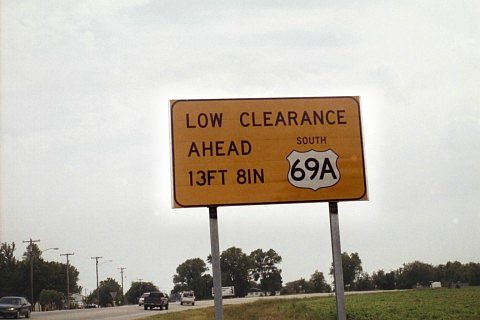 LOW CLEARANCE
AHEAD
SOUTH
13FT 8IN
69A